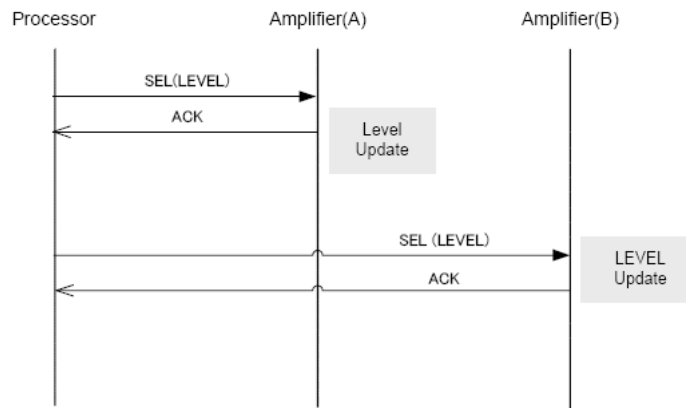 Processor
Amplifier(A)
Amplifier(B)
SEL(LEVEL)
ACK
Level
Update
SEL (LEVEL)
ACK
LEVEL
Update